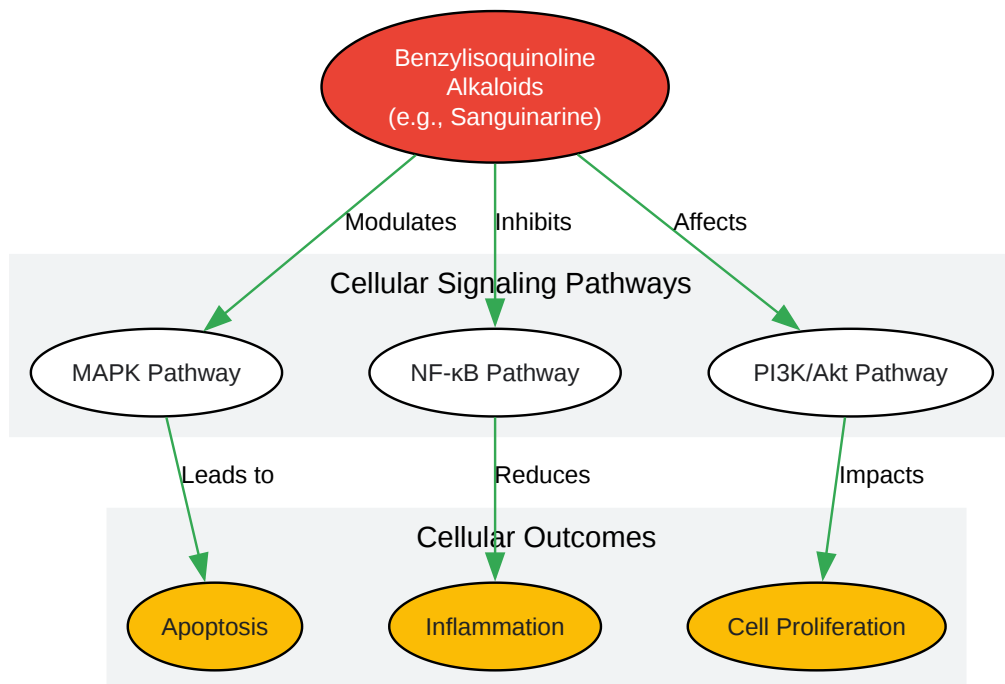 Benzylisoquinoline
Alkaloids
(e.g., Sanguinarine)
Modulates
Inhibits
Affects
Cellular Signaling Pathways
MAPK Pathway
NF-κB Pathway
PI3K/Akt Pathway
Leads to
Reduces
Impacts
Cellular Outcomes
Apoptosis
Inflammation
Cell Proliferation